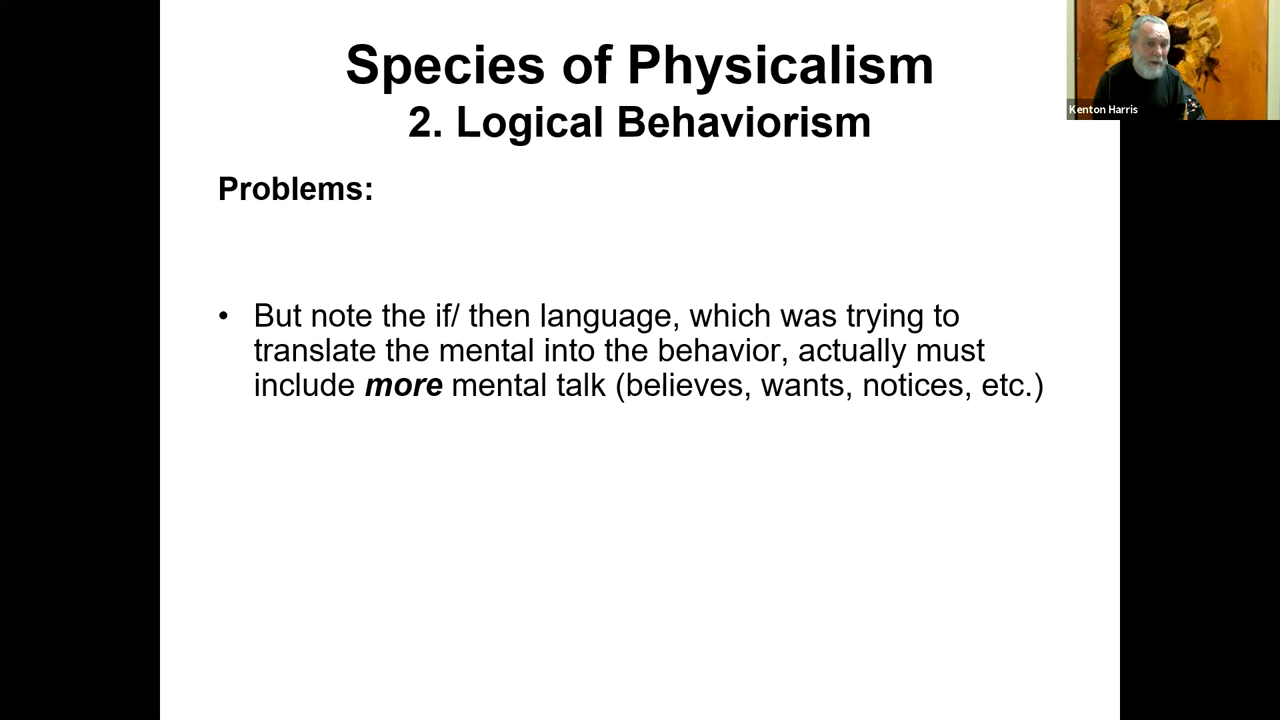 Species of Physicalism
2. Logical Behaviorism
Kenton Harris
Problems:
• But note the if/ then language, which was trying to
translate the mental into the behavior, actually must
include more mental talk (believes, wants, notices, etc.)